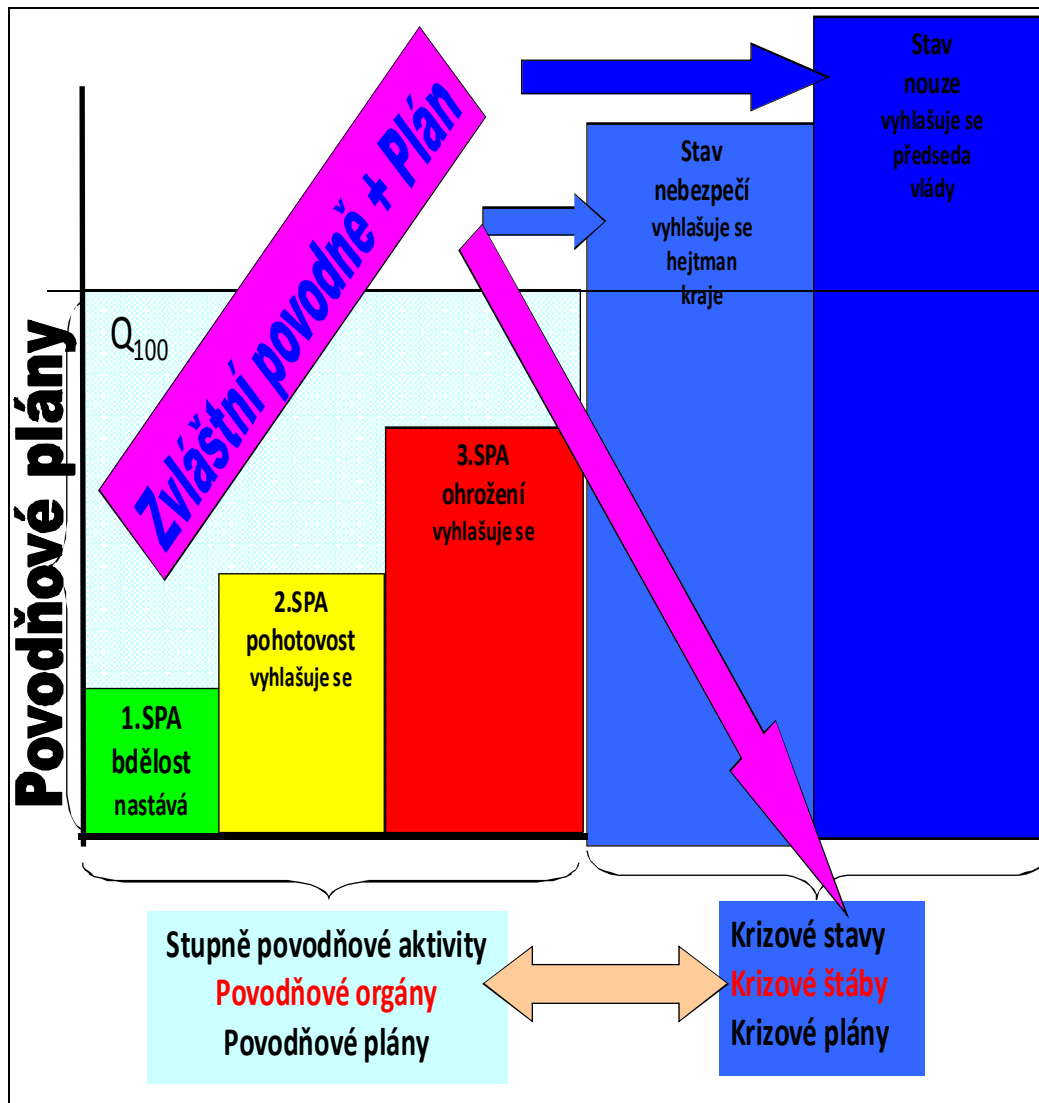 Povodňové plány
Q100
Zvláštní povodně + Plán
1.SPA
bdělost
nastává
2.SPA
pohotovost
vyhlašuje se
3.SPA
ohrožení
vyhlašuje se
Stav
nebezpečí
vyhlašuje se
hejtman
kraje
Stav
nouze
vyhlašuje se
předseda
vlády
Stupně povodňové aktivity
Povodňové orgány
Povodňové plány
Krizové stavy
Krizové štáby
Krizové plány